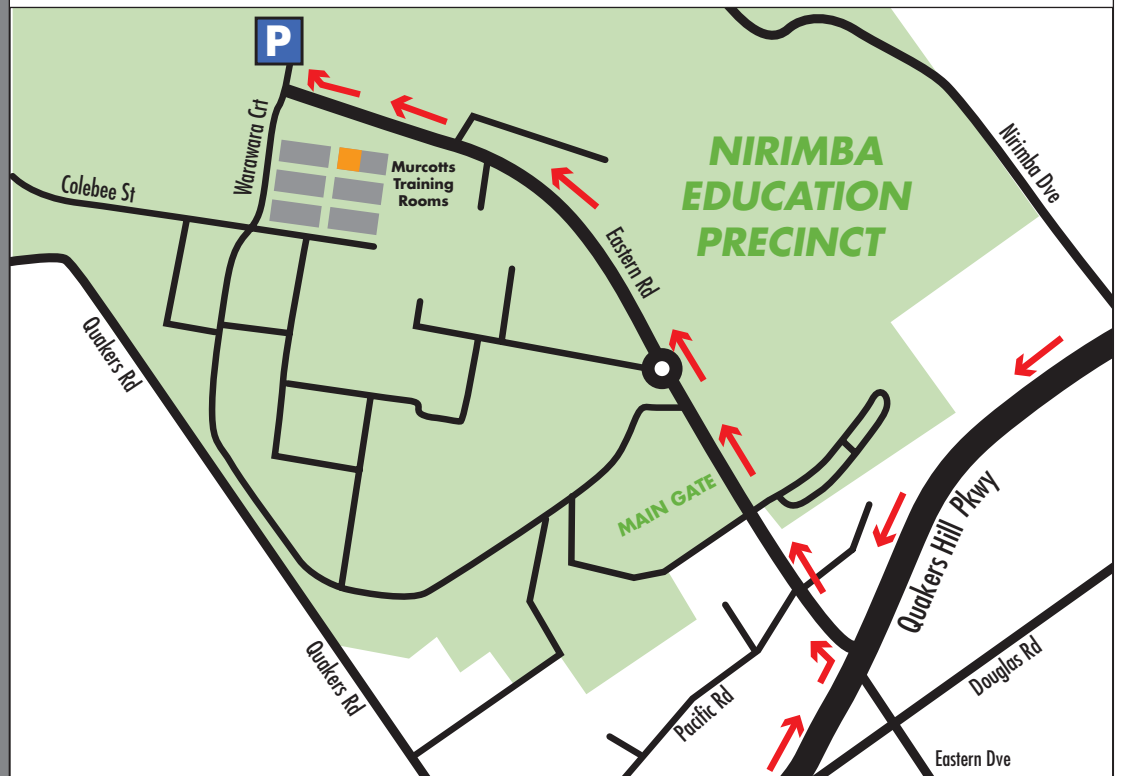 P
Warawara Crt
Colebee St
Murcotts
Training
Rooms
NIRIMBA
EDUCATION
PRECINCT
Nirimba Dve
Eastern Rd
Quakers Rd
MAIN GATE
Quakers Hill Pkwy
Quakers Rd
Pacific Rd
Douglas Rd
Eastern Dve